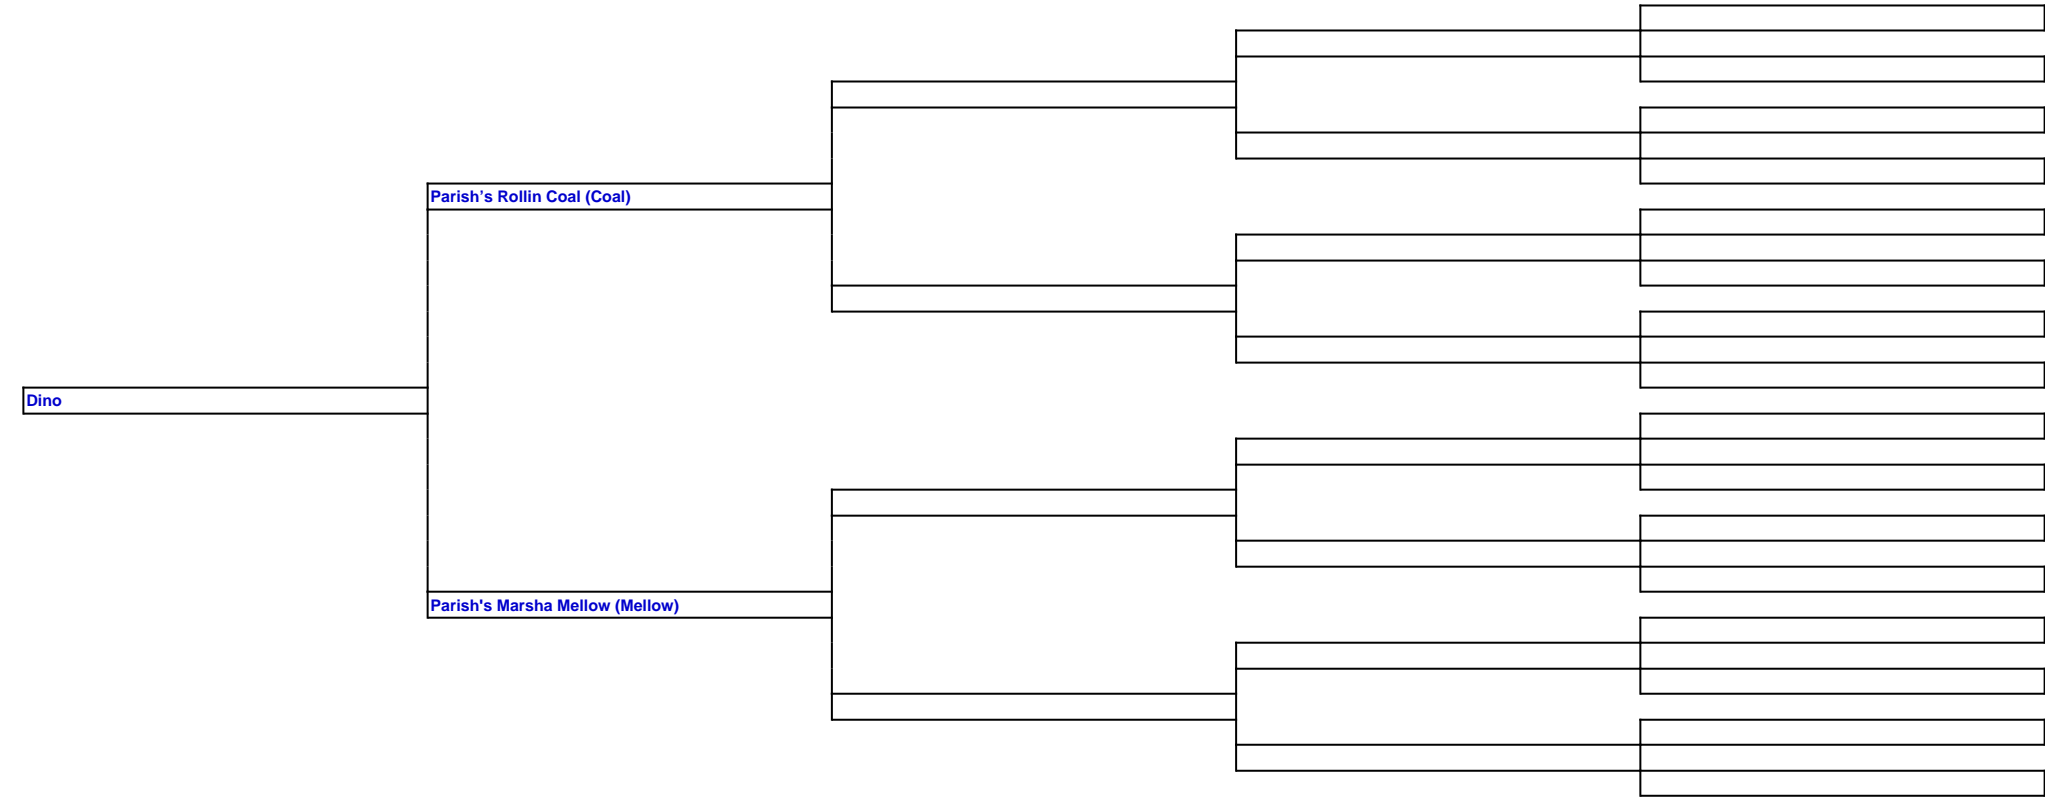 Parish’s Rollin Coal (Coal)
Dino
Parish's Marsha Mellow (Mellow)